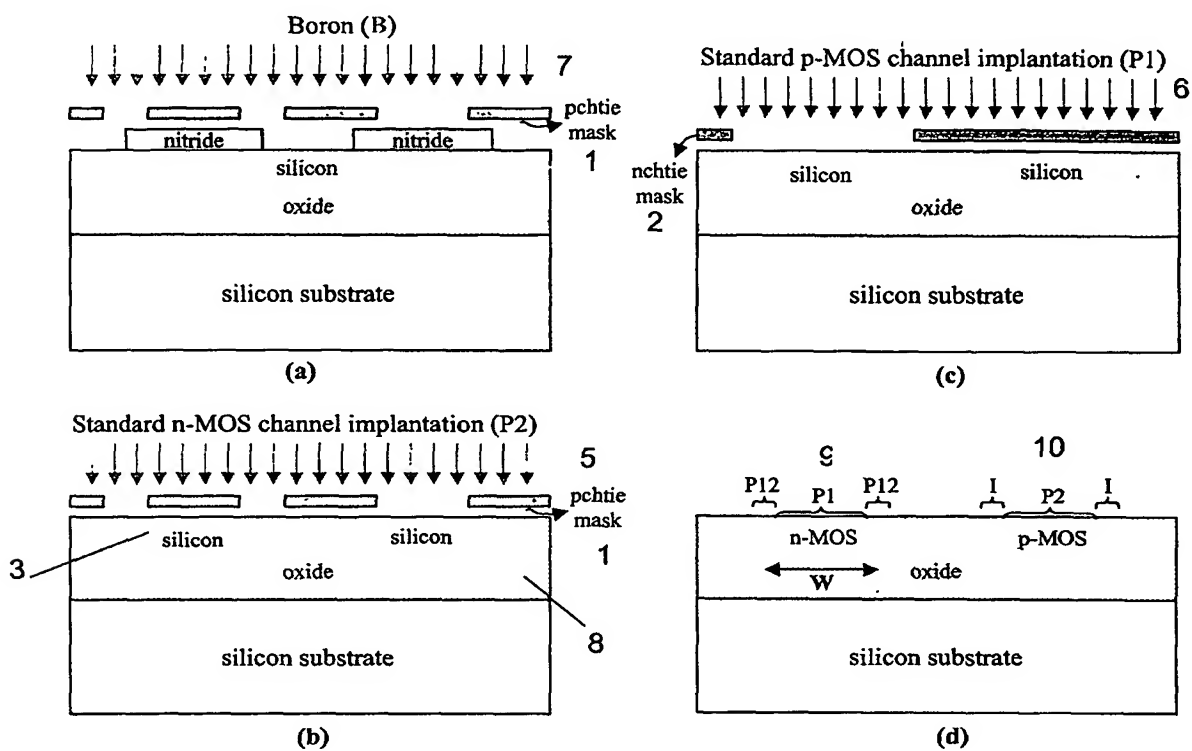 Boron (B)
7
pchtie
mask
1
nitride
nitride
silicon
oxide
silicon substrate
(a)
Standard n-MOS channel implantation (P2)
5
pchtie
mask
1
3
silicon
silicon
oxide
8
silicon substrate
(b)
Standard p-MOS channel implantation (P1)
6
nchtie
mask
2
silicon
silicon
oxide
silicon substrate
(c)
9
10
P12
P1
P12
I
P2
I
n-MOS
p-MOS
W
oxide
silicon substrate
(d)